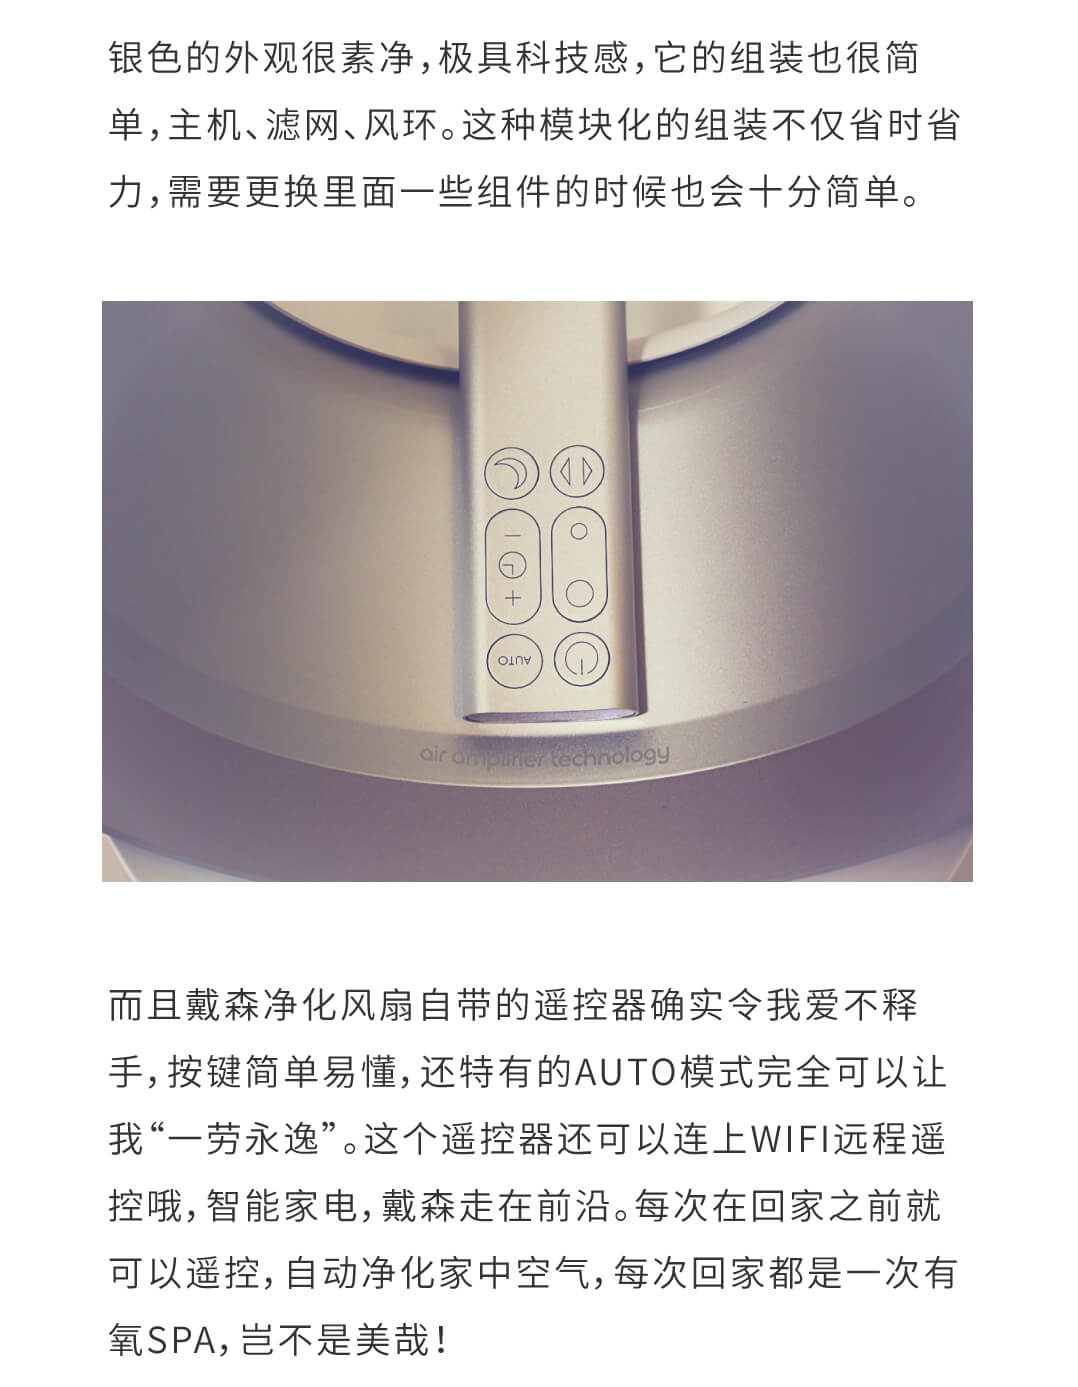 银色的外观很素净，极具科技感，它的组装也很简
单，主机、滤网、风环。这种模块化的组装不仅省时省
力，需要更换里面一些组件的时候也会十分简单。
AUTO
air amplifier technology
而且戴森净化风扇自带的遥控器确实令我爱不释
手，按键简单易懂，还特有的AUTO模式完全可以让
我“一劳永逸”。这个遥控器还可以连上WIFI远程遥
控哦，智能家电，戴森走在前沿。每次在回家之前就
可以遥控，自动净化家中空气，每次回家都是一次有
氧SPA，岂不是美哉！